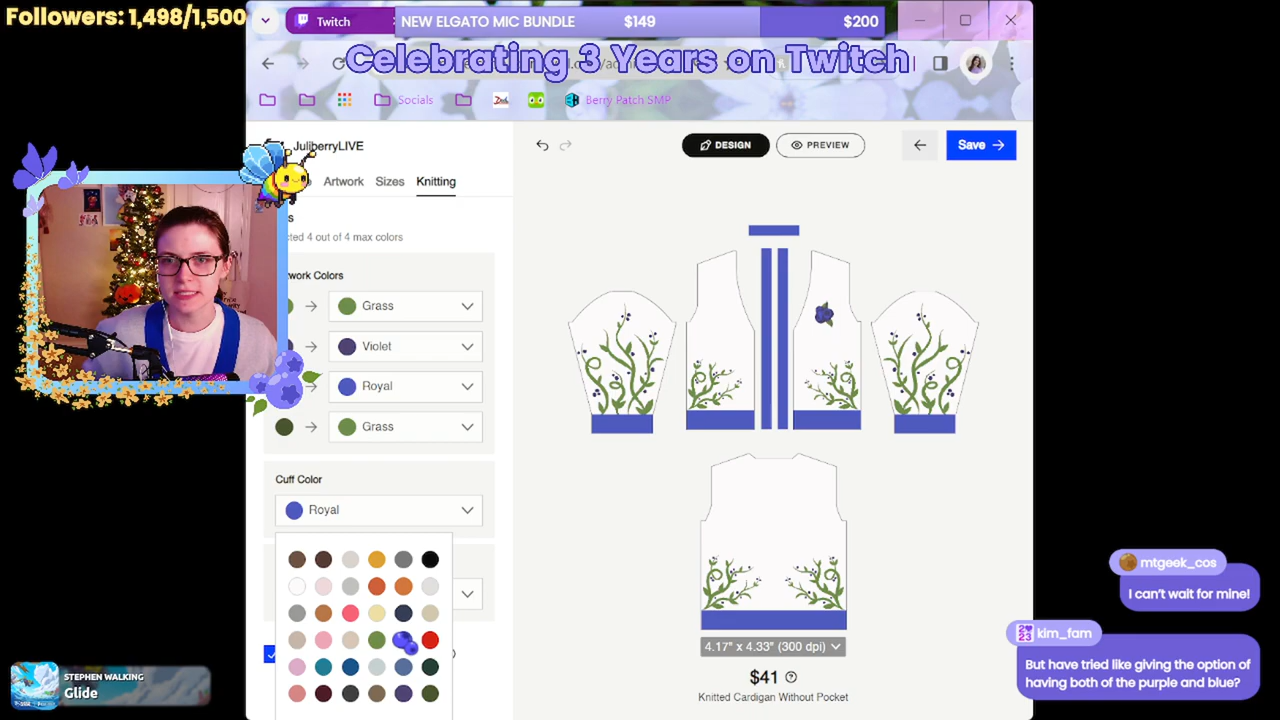 Followers: 1,498/1,500
Twitch
NEW ELGATO MIC BUNDLE $149 $200
Celebrating 3 Years on Twitch
Socials
Berry Patch SMP
JuliberryLIVE
DESIGN
PREVIEW
Save
Artwork Sizes Knitting
4 out of 4 max colors
Colors
Grass
Violet
Royal
Grass
Cuff Color
Royal
4.17" x 4.33" (300 dpi)
$41
Knitted Cardigan Without Pocket
mtgeek_cos
I can't wait for mine!
kim_fam
But have tried like giving the option of
having both of the purple and blue?
STEPHEN WALKING
Glide